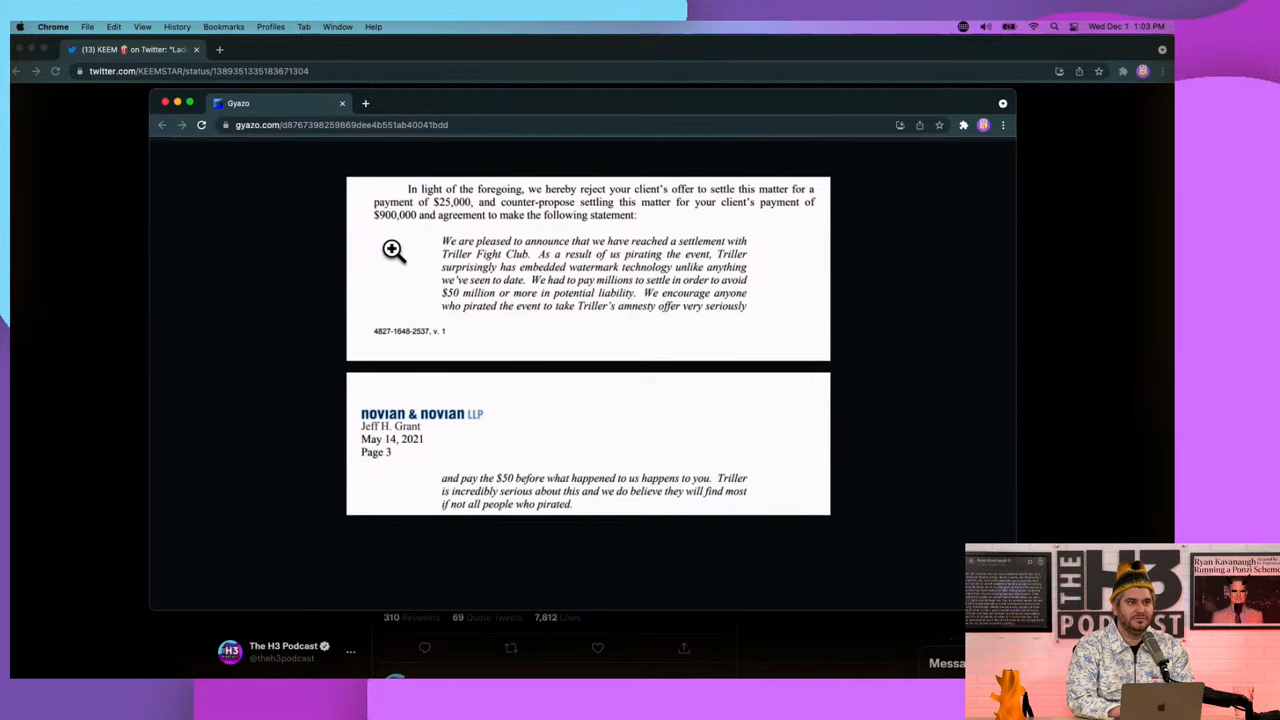 Chrome File Edit View History Bookmarks Profiles Tab Window Help Wed Dec 1 1:03 PM
(13) KEEM 🍿 on Twitter: "Ladi
twitter.com/KEEMSTAR/status/1389351335183671304
Gyazo
gyazo.com/d8767398259869dee4b551ab40041bdd
In light of the foregoing, we hereby reject your client's offer to settle this matter for a
payment of $25,000, and counter-propose settling this matter for your client's payment of
$900,000 and agreement to make the following statement:
We are pleased to announce that we have reached a settlement with
Triller Fight Club. As a result of us pirating the event, Triller
surprisingly has embedded watermark technology unlike anything
we've seen to date. We had to pay millions to settle in order to avoid
$50 million or more in potential liability. We encourage anyone
who pirated the event to take Triller's amnesty offer very seriously
4827-1648-2537, v. 1
novian & novian LLP
Jeff H. Grant
May 14, 2021
Page 3
and pay the $50 before what happened to us happens to you. Triller
is incredibly serious about this and we do believe they will find most
if not all people who pirated.
310 Retweets 69 Quote Tweets 7,812
The H3 Podcast
@theh3podcast
Messa
THE H3
PODCAST
Ryan Kavanaugh
Running a Ponzi Scheme